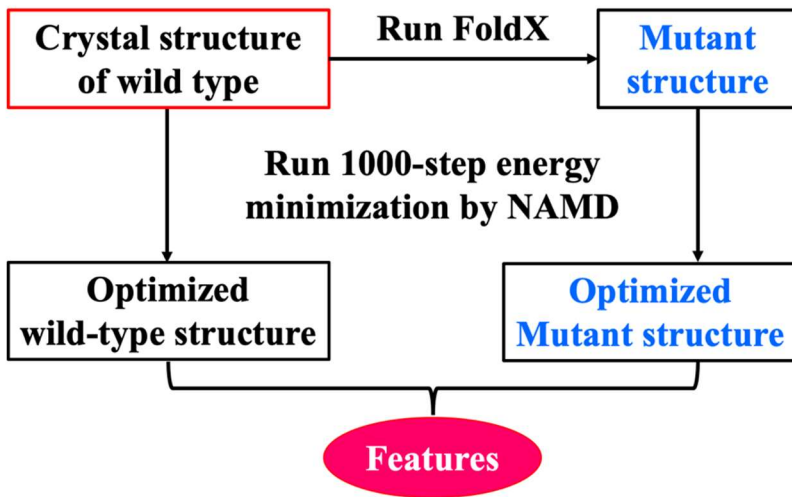 Crystal structure
of wild type
Run FoldX
Mutant
structure
Run 1000-step energy
minimization by NAMD
Optimized
wild-type structure
Optimized
Mutant structure
Features